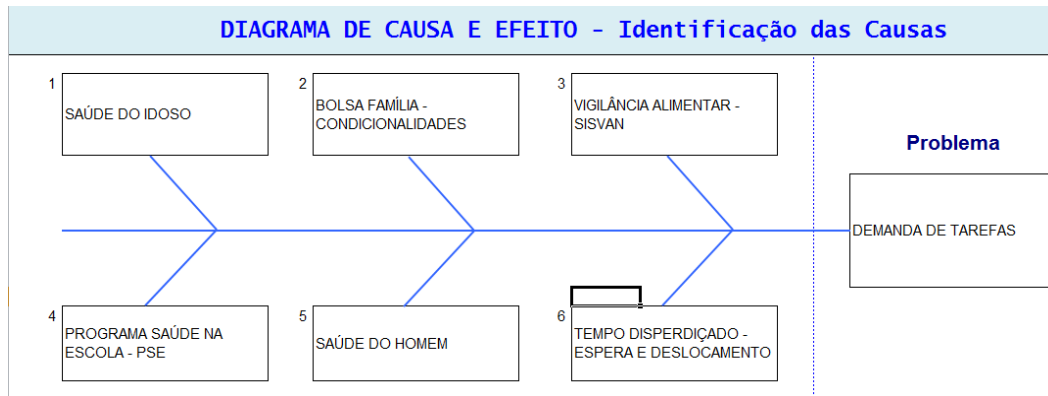 DIAGRAMA DE CAUSA E EFEITO - Identificação das Causas
1
SAÚDE DO IDOSO
2
BOLSA FAMÍLIA -
CONDICIONALIDADES
3
VIGILÂNCIA ALIMENTAR -
SISVAN
Problema
DEMANDA DE TAREFAS
4
PROGRAMA SAÚDE NA
ESCOLA - PSE
5
SAÚDE DO HOMEM
6
TEMPO DISPERDIÇADO -
ESPERA E DESLOCAMENTO